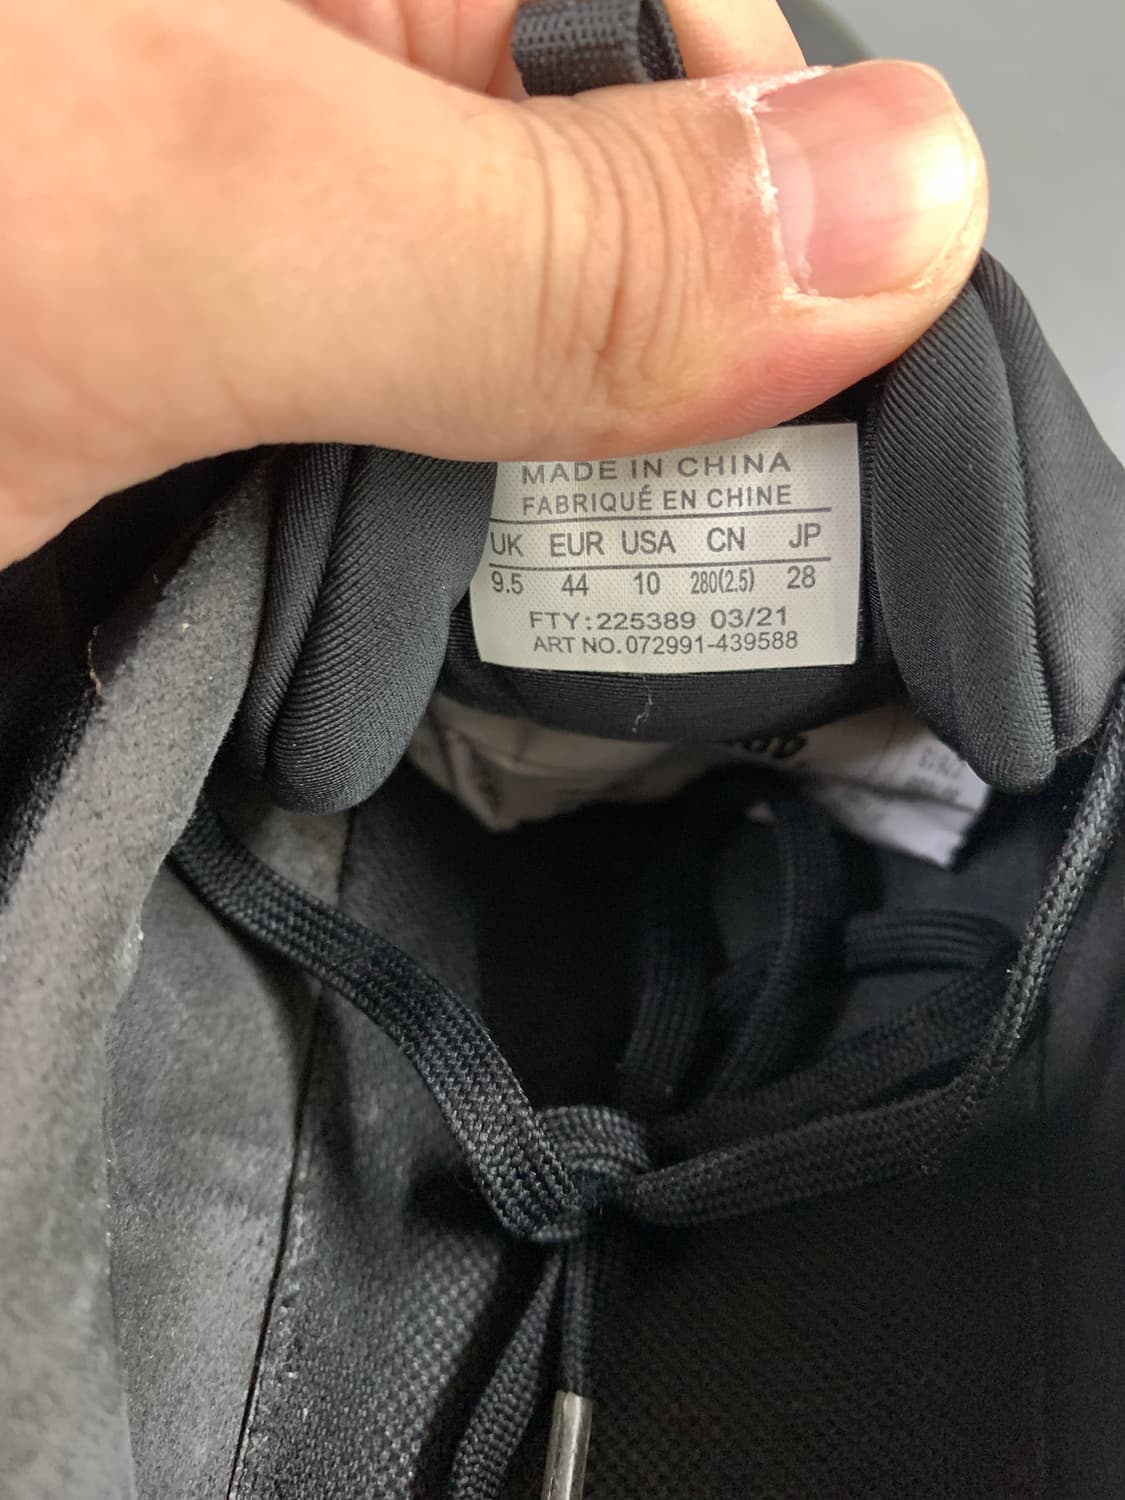 MADE IN CHINA
FABRIQUÉ EN CHINE
UK EUR USA CN JP
9.5 44 10 280(2.5) 28
FTY:225389 03/21
ART NO.072991-439588